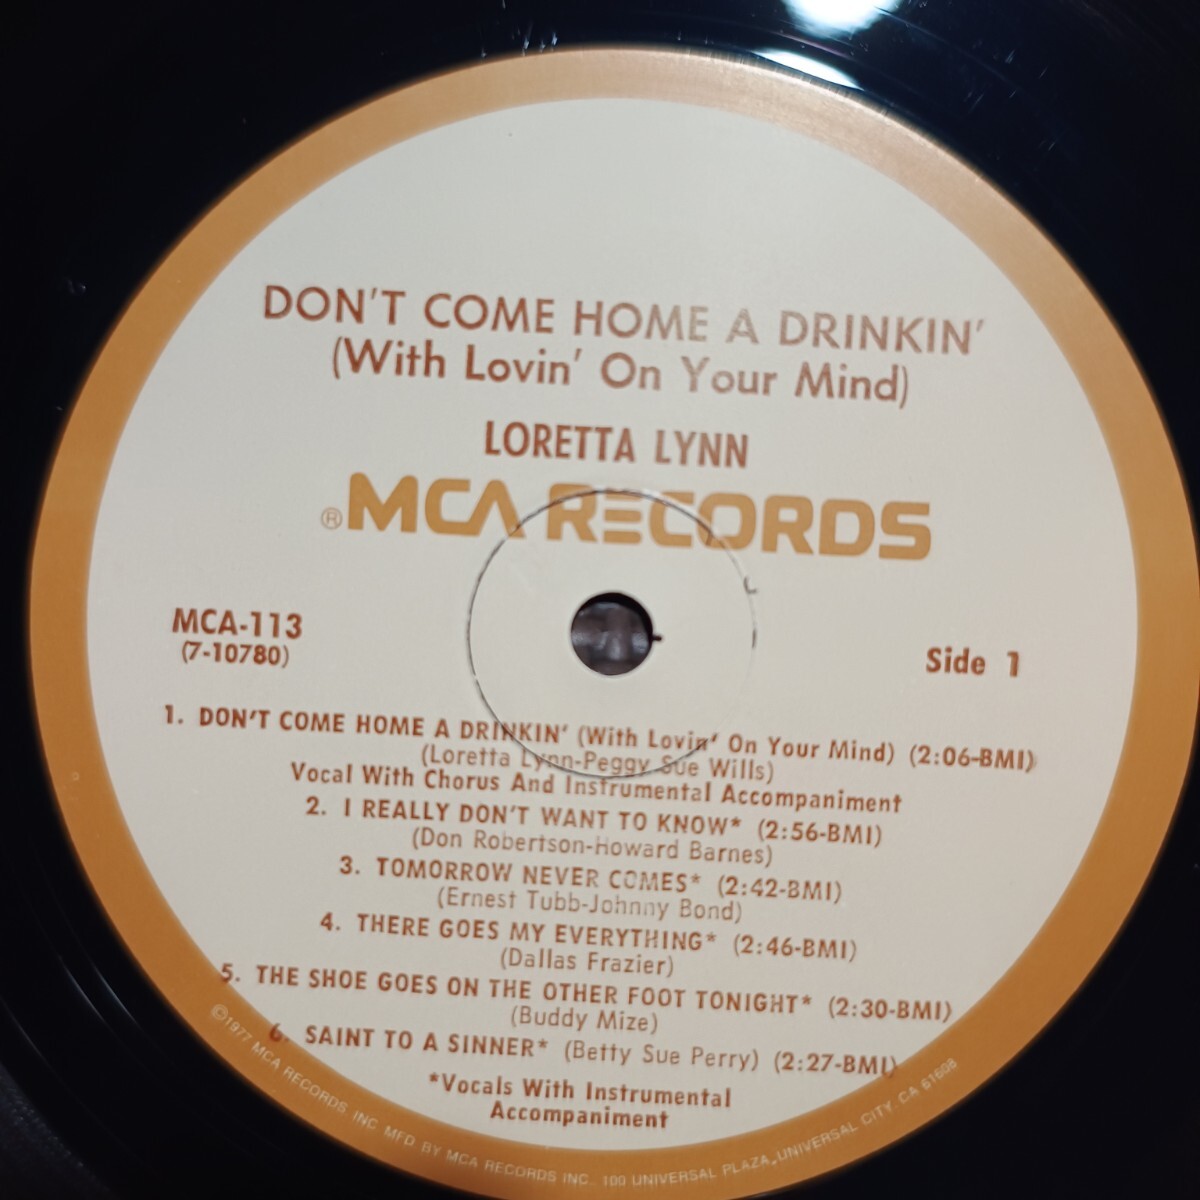 DON'T COME HOME A DRINKIN'
(With Lovin' On Your Mind)
LORETTA LYNN
®MCA RECORDS
MCA-113
(7-10780)
Side 1
1. DON'T COME HOME A DRINKIN' (With Lovin' On Your Mind) (2:06-BMI)
(Loretta Lynn-Peggy Sue Wills)
Vocal With Chorus And Instrumental Accompaniment
2. I REALLY DON'T WANT TO KNOW* (2:56-BMI)
(Don Robertson-Howard Barnes)
3. TOMORROW NEVER COMES* (2:42-BMI)
(Ernest Tubb-Johnny Bond)
4. THERE GOES MY EVERYTHING* (2:46-BMI)
(Dallas Frazier)
5. THE SHOE GOES ON THE OTHER FOOT TONIGHT* (2:30-BMI)
(Buddy Mize)
6. SAINT TO A SINNER* (Betty Sue Perry) (2:27-BMI)
*Vocals With Instrumental
Accompaniment
©1977 MCA RECORDS INC. MFD. BY MCA RECORDS INC., 100 UNIVERSAL PLAZA, UNIVERSAL CITY, CA 61608